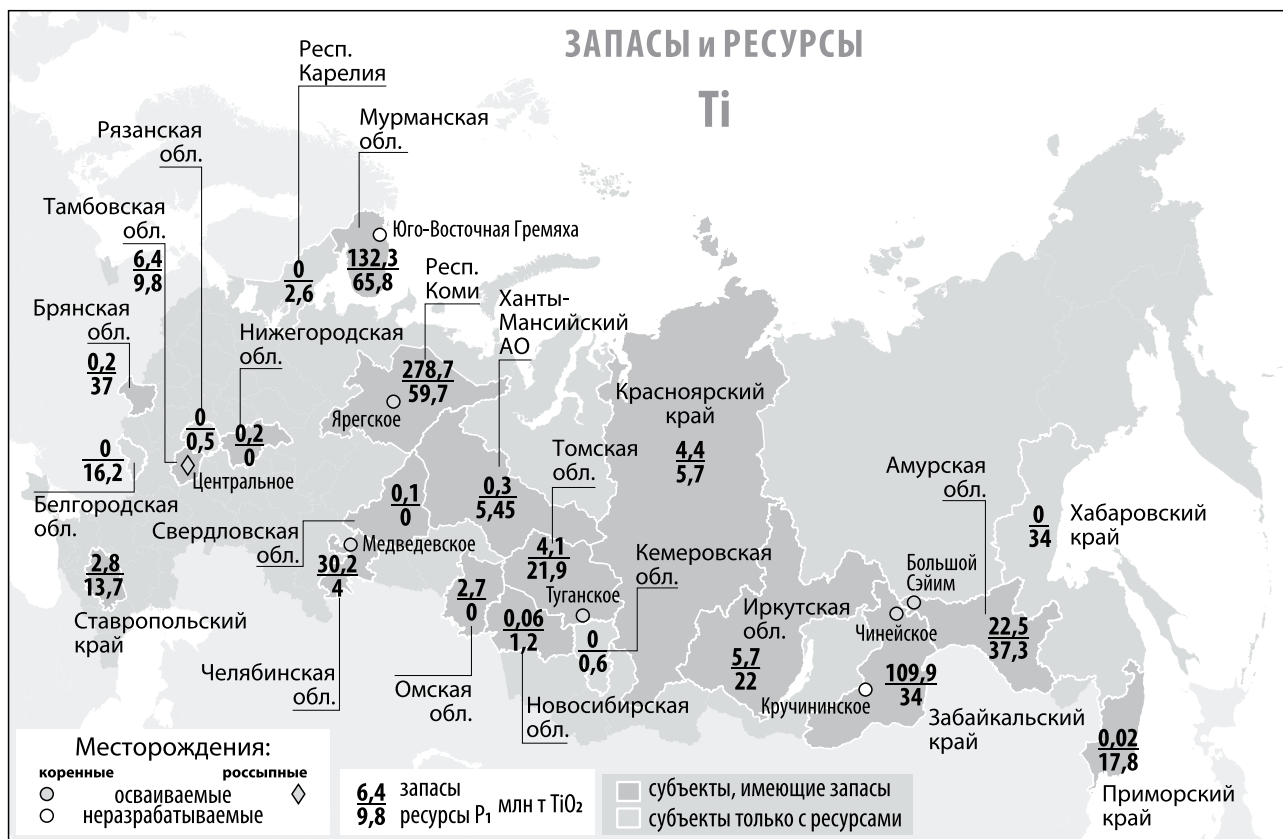 ЗАПАСЫ и РЕСУРСЫ
Ti
Респ.
Карелия
Мурманская
обл.
Рязанская
обл.
Тамбовская
обл.
6,4
9,8
Юго-Восточная Гремяха
132,3
65,8
0
2,6
Респ.
Коми
Ханты-
Мансийский
АО
Брянская
обл.
0,2
37
Нижегородская
обл.
278,7
59,7
Ярегское
Красноярский
край
4,4
5,7
0
0,5
0,2
0
Центральное
0
16,2
Белгородская
обл.
Томская
обл.
Амурская
обл.
0,3
5,45
0,1
0
Свердловская
обл.
Медведевское
30,2
4
Хабаровский
край
0
34
4,1
21,9
Кемеровская
обл.
2,8
13,7
Ставропольский
край
2,7
0
Туганское
0,06
1,2
0
0,6
Большой
Сэйим
Чинейское
Иркутская
обл.
5,7
22
22,5
37,3
109,9
34
Кручининское
Челябинская
обл.
Омская
обл.
Новосибирская
обл.
Забайкальский
край
0,02
17,8
Приморский
край
Месторождения:
коренные россыпные
осваиваемые
неразрабатываемые
6,4 запасы
9,8 ресурсы P₁ млн т TiO₂
субъекты, имеющие запасы
субъекты только с ресурсами